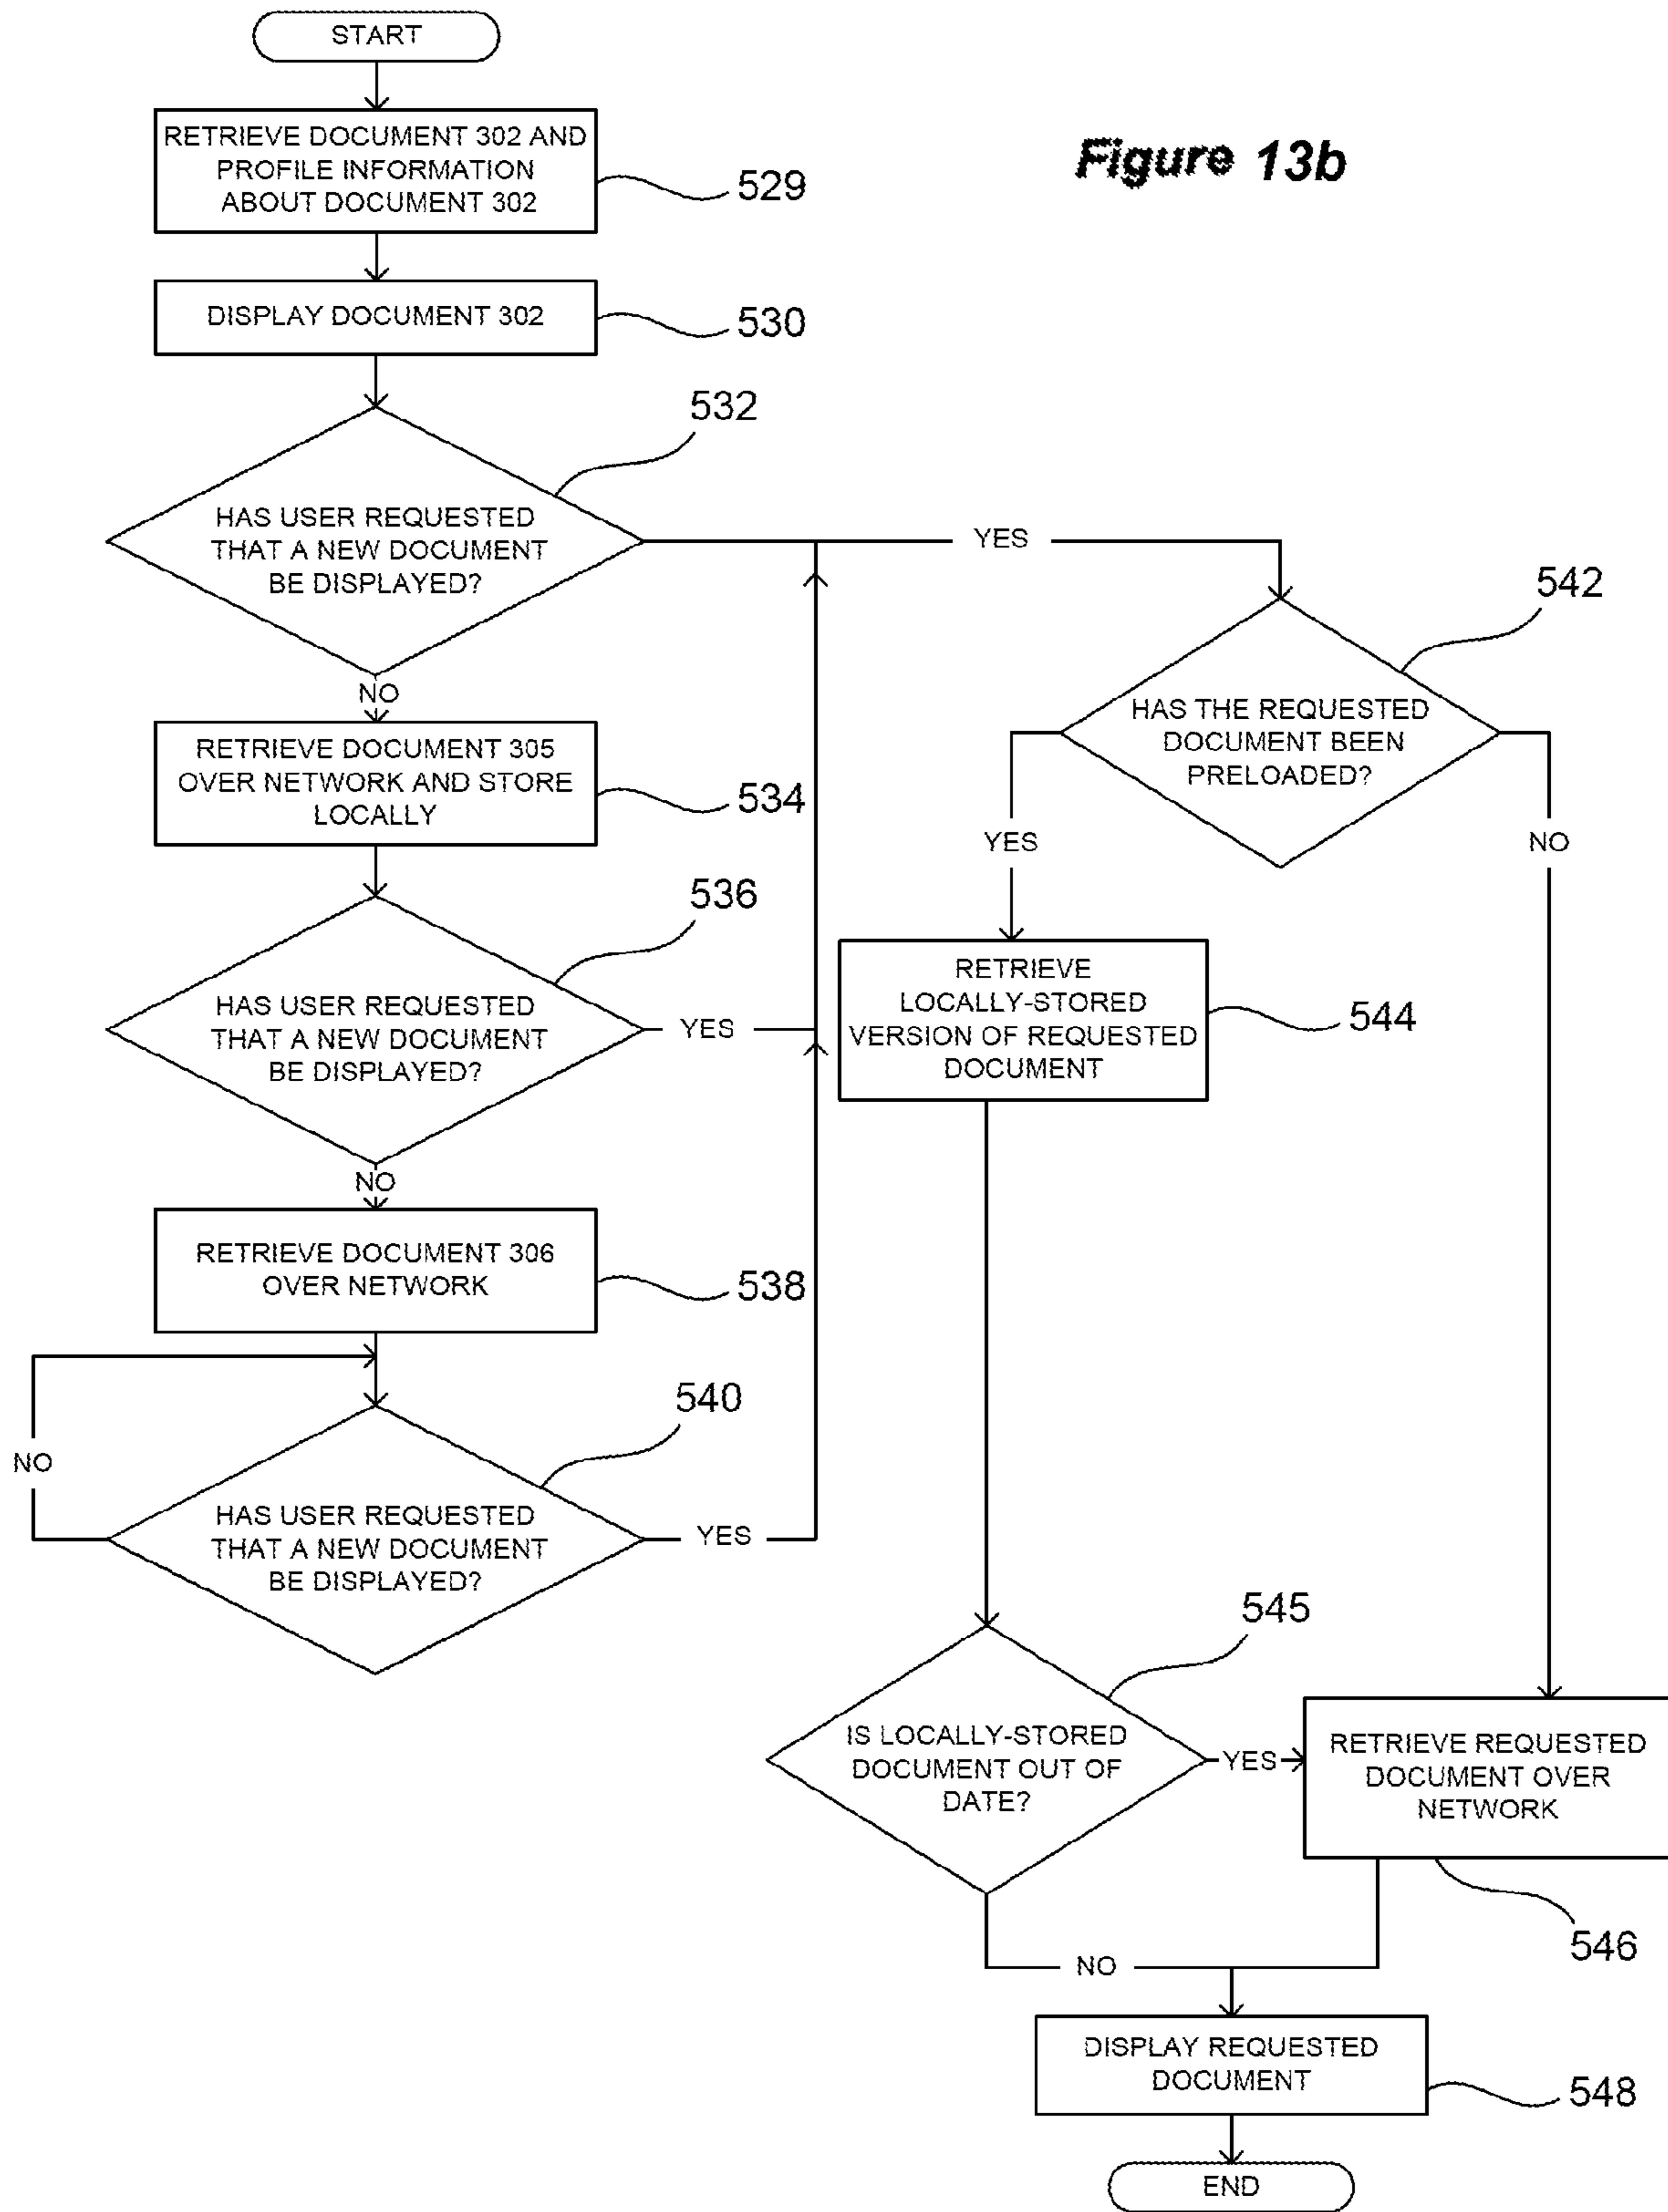 START
Figure 13b
RETRIEVE DOCUMENT 302 AND
PROFILE INFORMATION
ABOUT DOCUMENT 302
529
DISPLAY DOCUMENT 302
530
532
HAS USER REQUESTED
THAT A NEW DOCUMENT
BE DISPLAYED?
YES
NO
542
HAS THE REQUESTED
DOCUMENT BEEN
PRELOADED?
YES
NO
RETRIEVE DOCUMENT 305
OVER NETWORK AND STORE
LOCALLY
534
536
HAS USER REQUESTED
THAT A NEW DOCUMENT
BE DISPLAYED?
YES
NO
RETRIEVE
LOCALLY-STORED
VERSION OF REQUESTED
DOCUMENT
544
RETRIEVE DOCUMENT 306
OVER NETWORK
538
540
NO
HAS USER REQUESTED
THAT A NEW DOCUMENT
BE DISPLAYED?
YES
545
IS LOCALLY-STORED
DOCUMENT OUT OF
DATE?
YES
RETRIEVE REQUESTED
DOCUMENT OVER
NETWORK
546
NO
DISPLAY REQUESTED
DOCUMENT
548
END